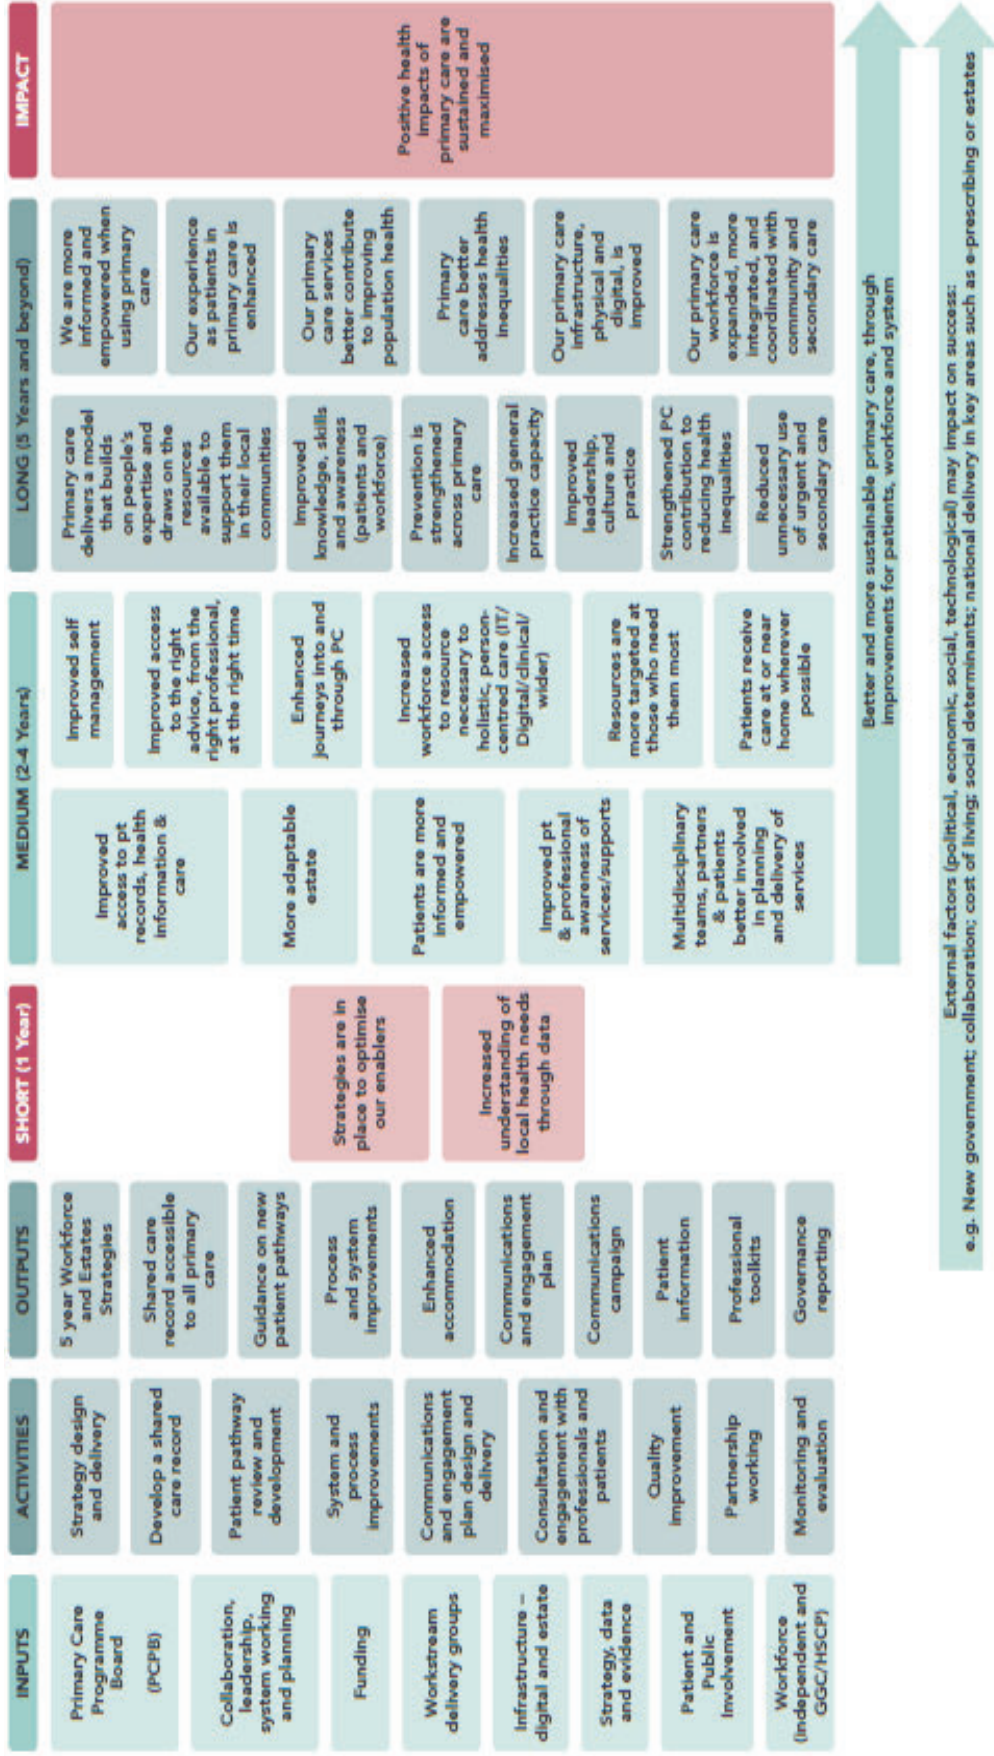 INPUTS
Primary Care
Programme
Board
(PCPB)
Collaboration,
leadership,
system working
and planning
Funding
Workstream
delivery groups
Infrastructure –
digital and estate
Strategy, data
and evidence
Patient and
Public
Involvement
Workforce
(Independent and
GGC/HSCP)
ACTIVITIES
Strategy design
and delivery
Develop a shared
care record
Patient pathway
review and
development
System and
process
improvements
Communications
and engagement
plan design and
delivery
Consultation and
engagement with
professionals and
patients
Quality
Improvement
Partnership
working
Monitoring and
evaluation
OUTPUTS
5 year Workforce
and Estates
Strategies
Shared care
record accessible
to all primary
care
Guidance on new
patient pathways
Process
and system
improvements
Enhanced
accommodation
Communications
and engagement
plan
Communications
campaign
Patient
information
Professional
toolkits
Governance
reporting
SHORT (1 Year)
Strategies are in
place to optimise
our enablers
Increased
understanding of
local health needs
through data
MEDIUM (2-4 Years)
Improved
access to pt
records, health
information &
care
More adaptable
estate
Patients are more
informed and
empowered
Improved pt
& professional
awareness of
services/supports
Multidisciplinary
teams, partners
& patients
better involved
in planning
and delivery of
services
Improved self
management
Improved access
to the right
advice, from the
right professional,
at the right time
Enhanced
journeys into and
through PC
Increased
workforce access
to resource
necessary to
holistic, person-
centred care (IT/
Digital/clinical/
wider)
Resources are
more targeted at
those who need
them most
Patients receive
care at or near
home wherever
possible
LONG (5 Years and beyond)
Primary care
delivers a model
that builds
on people's
expertise and
draws on the
resources
available to
support them
in their local
communities
Improved
knowledge, skills
and awareness
(patients and
workforce)
Prevention is
strengthened
across primary
care
Increased general
practice capacity
Improved
leadership,
culture and
practice
Strengthened PC
contribution to
reducing health
inequalities
Reduced
unnecessary use
of urgent and
secondary care
We are more
informed and
empowered when
using primary
care
Our experience
as patients in
primary care is
enhanced
Our primary
care services
better contribute
to improving
population health
Primary
care better
addresses health
inequalities
Our primary care
infrastructure,
physical and
digital, is
improved
Our primary care
workforce is
expanded, more
integrated, and
coordinated with
community and
secondary care
IMPACT
Positive health
impacts of
primary care are
sustained and
maximised
Better and more sustainable primary care, through
improvements for patients, workforce and system
External factors (political, economic, social, technological) may impact on success:
e.g. New government; collaboration; cost of living; social determinants; national delivery in key areas such as e-prescribing or estates